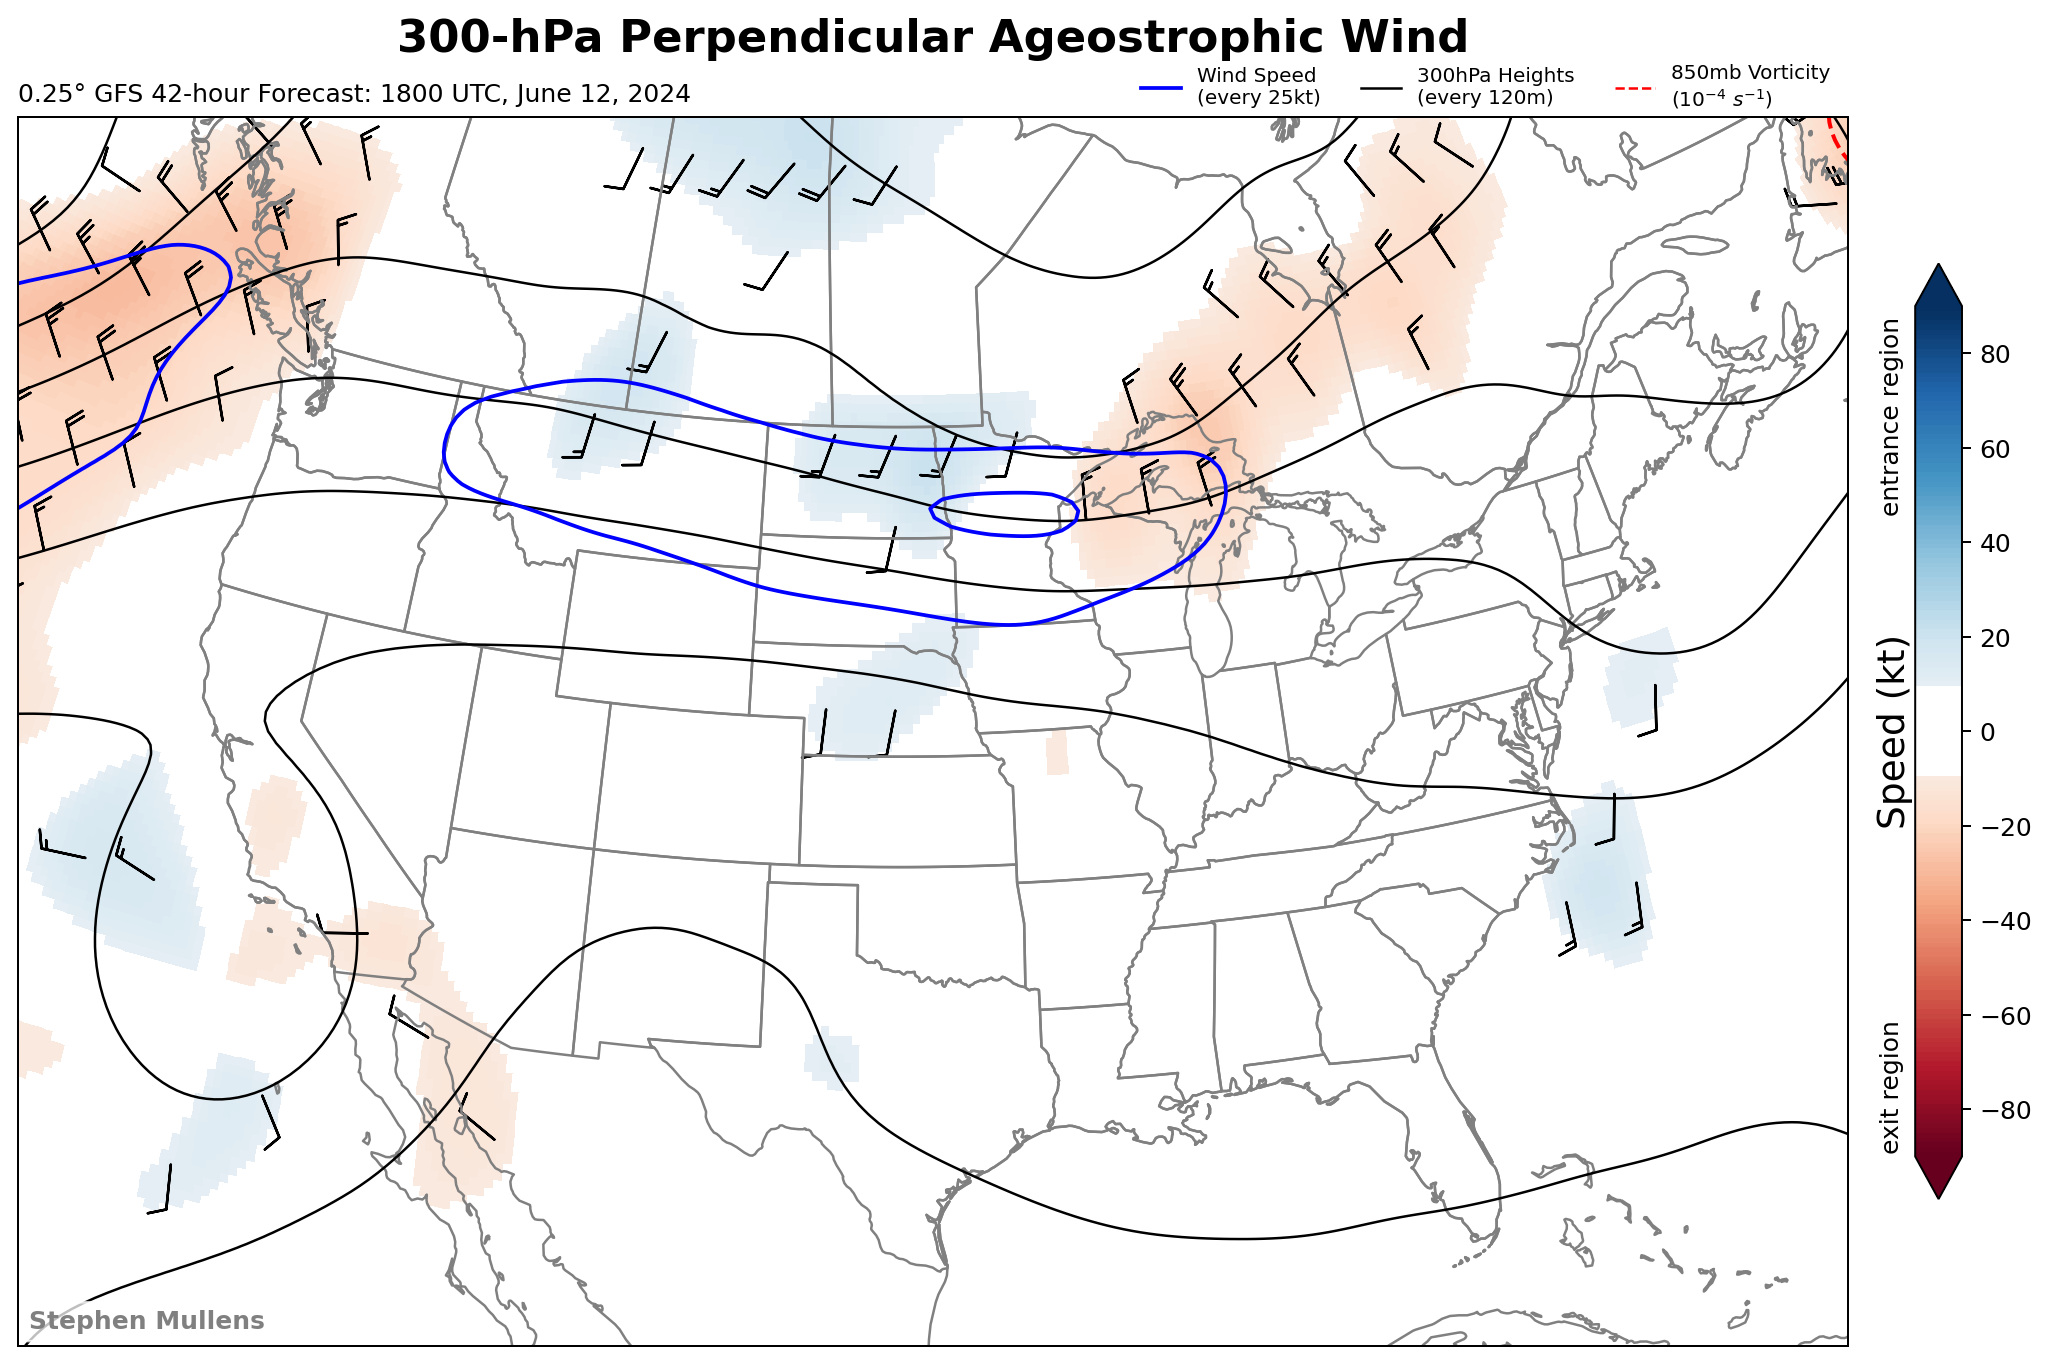 300-hPa Perpendicular Ageostrophic Wind
0.25° GFS 42-hour Forecast: 1800 UTC, June 12, 2024
Wind Speed
(every 25kt)
300hPa Heights
(every 120m)
850mb Vorticity
(10⁻⁴ s⁻¹)
entrance region
Speed (kt)
exit region
80
60
40
20
0
−20
−40
−60
−80
Stephen Mullens